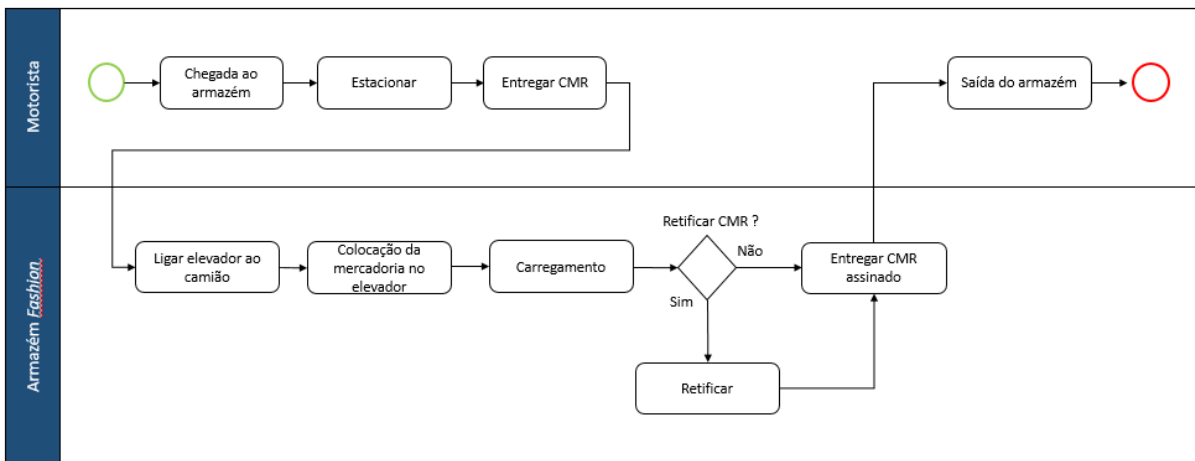 Motorista
Chegada ao
armazém
Estacionar
Entregar CMR
Saída do armazém
Armazém Fashion
Ligar elevador ao
camião
Colocação da
mercadoria no
elevador
Carregamento
Retificar CMR ?
Não
Sim
Entregar CMR
assinado
Retificar